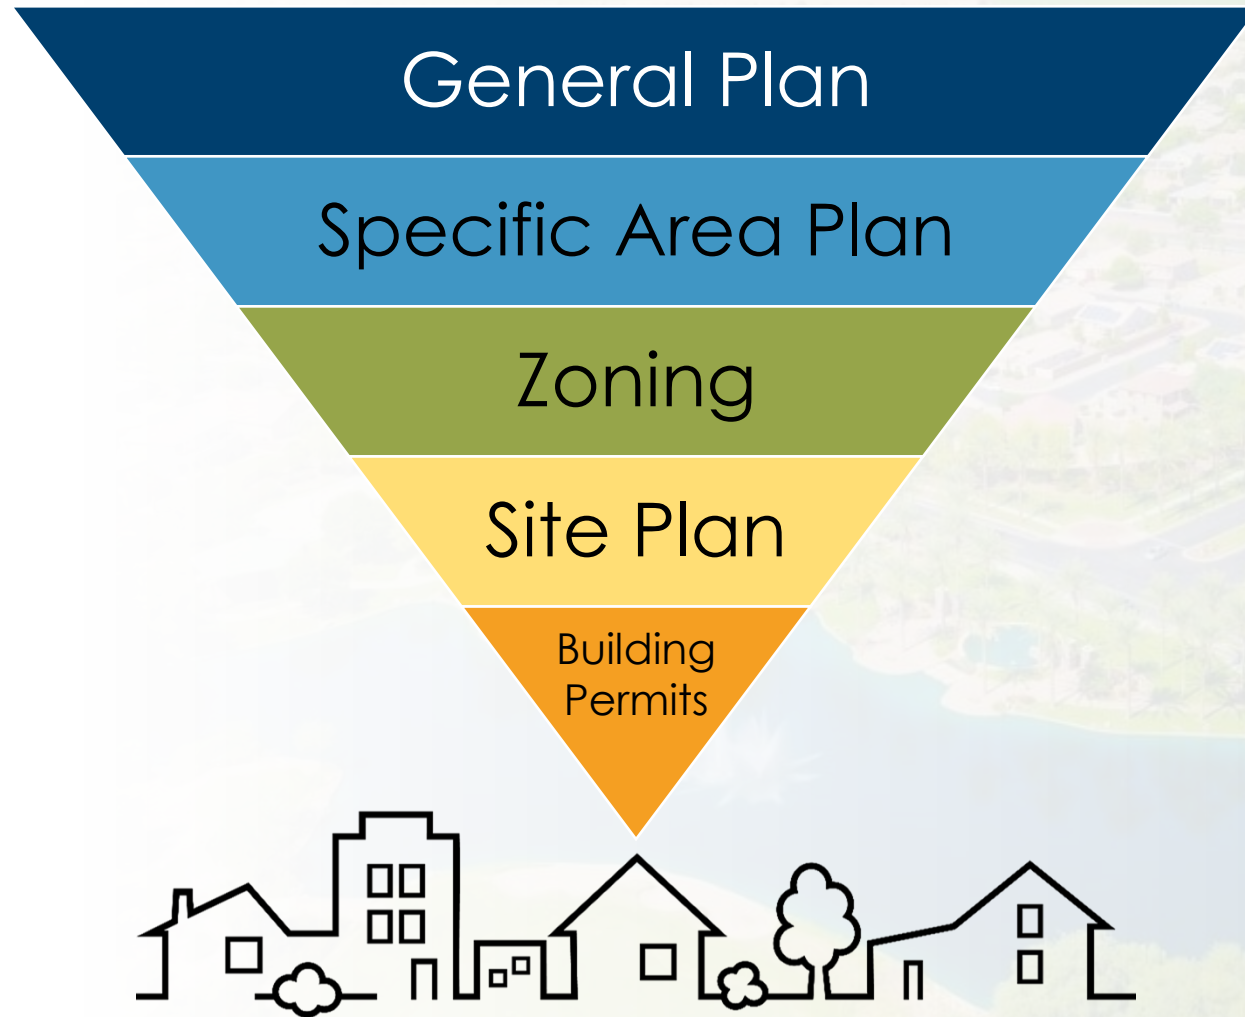 General Plan
Specific Area Plan
Zoning
Site Plan
Building
Permits